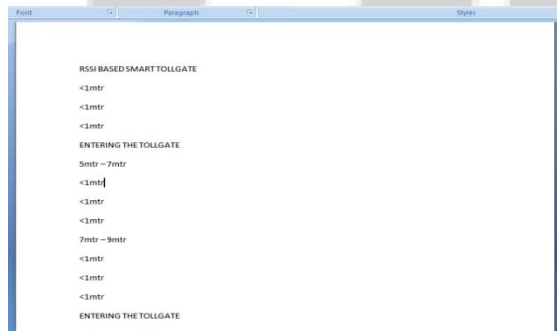 Font
Paragraph
Styles
RSSI BASED SMART TOLLGATE
<1mtr
<1mtr
<1mtr
ENTERING THE TOLLGATE
5mtr – 7mtr
<1mtr
<1mtr
<1mtr
7mtr – 9mtr
<1mtr
<1mtr
<1mtr
ENTERING THE TOLLGATE